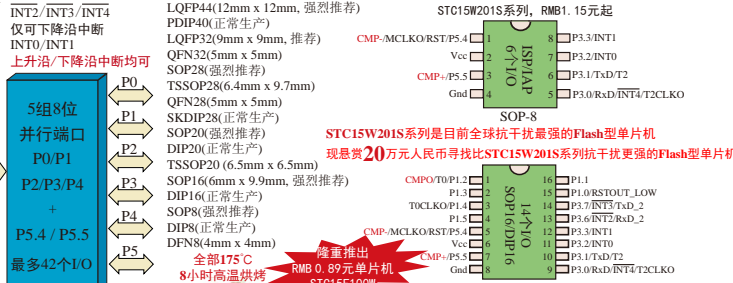 INT2/INT3/INT4
仅可下降沿中断
INT0/INT1
上升沿/下降沿中断均可
5组8位
并行端口
P0/P1
P2/P3/P4
+
P5.4 / P5.5
最多42个I/O
P0
P1
P2
P3
P4
P5
LQFP44(12mm x 12mm, 强烈推荐)
PDIP40(正常生产)
LQFP32(9mm x 9mm, 推荐)
QFN32(5mm x 5mm)
SOP28(强烈推荐)
TSSOP28(6.4mm x 9.7mm)
QFN28(5mm x 5mm)
SKDIP28(正常生产)
SOP20(强烈推荐)
DIP20(正常生产)
TSSOP20 (6.5mm x 6.5mm)
SOP16(6mm x 9.9mm, 强烈推荐)
DIP16(正常生产)
SOP8(强烈推荐)
DIP8(正常生产)
DFN8(4mm x 4mm)
全部175℃
8小时高温烘烤
隆重推出
RMB 0.89元单片机
STC15F100W
STC15W201S系列, RMB1.15元起
CMP-/MCLKO/RST/P5.4 1
Vcc 2
CMP+/P5.5 3
Gnd 4
ISP/IAP
6个I/O
8 P3.3/INT1
7 P3.2/INT0
6 P3.1/TxD/T2
5 P3.0/RxD/INT4/T2CLKO
SOP-8
STC15W201S系列是目前全球抗干扰最强的Flash型单片机
现悬赏20万元人民币寻找比STC15W201S系列抗干扰更强的Flash型单片机
CMPO/T0/P1.2 1
P1.3 2
T0CLKO/P1.4 3
P1.5 4
CMP-/MCLKO/RST/P5.4 5
Vcc 6
CMP+/P5.5 7
Gnd 8
14个I/O
SOP16/DIP16
16 P1.1
15 P1.0/RSTOUT_LOW
14 P3.7/INT3/TxD_2
13 P3.6/INT2/RxD_2
12 P3.3/INT1
11 P3.2/INT0
10 P3.1/TxD/T2
9 P3.0/RxD/INT4/T2CLKO